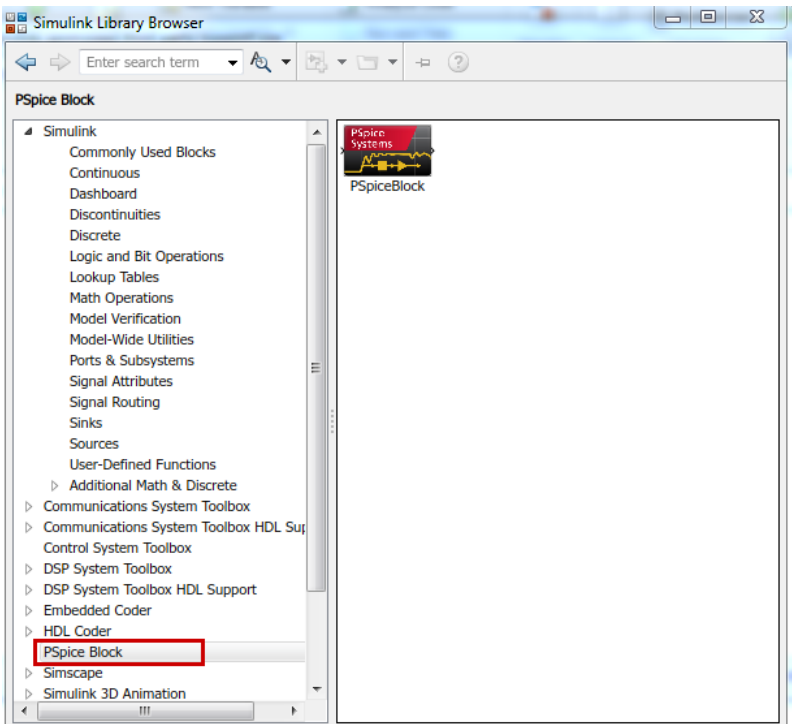 Simulink Library Browser
Enter search term
PSpice Block
Simulink
Commonly Used Blocks
Continuous
Dashboard
Discontinuities
Discrete
Logic and Bit Operations
Lookup Tables
Math Operations
Model Verification
Model-Wide Utilities
Ports & Subsystems
Signal Attributes
Signal Routing
Sinks
Sources
User-Defined Functions
Additional Math & Discrete
Communications System Toolbox
Communications System Toolbox HDL Sup
Control System Toolbox
DSP System Toolbox
DSP System Toolbox HDL Support
Embedded Coder
HDL Coder
PSpice Block
Simscape
Simulink 3D Animation
PSpice
Systems
PSpiceBlock